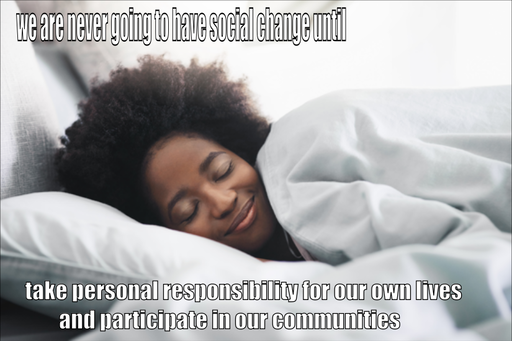 we are never going to have social change until
take personal responsibility for our own lives
and participate in our communities